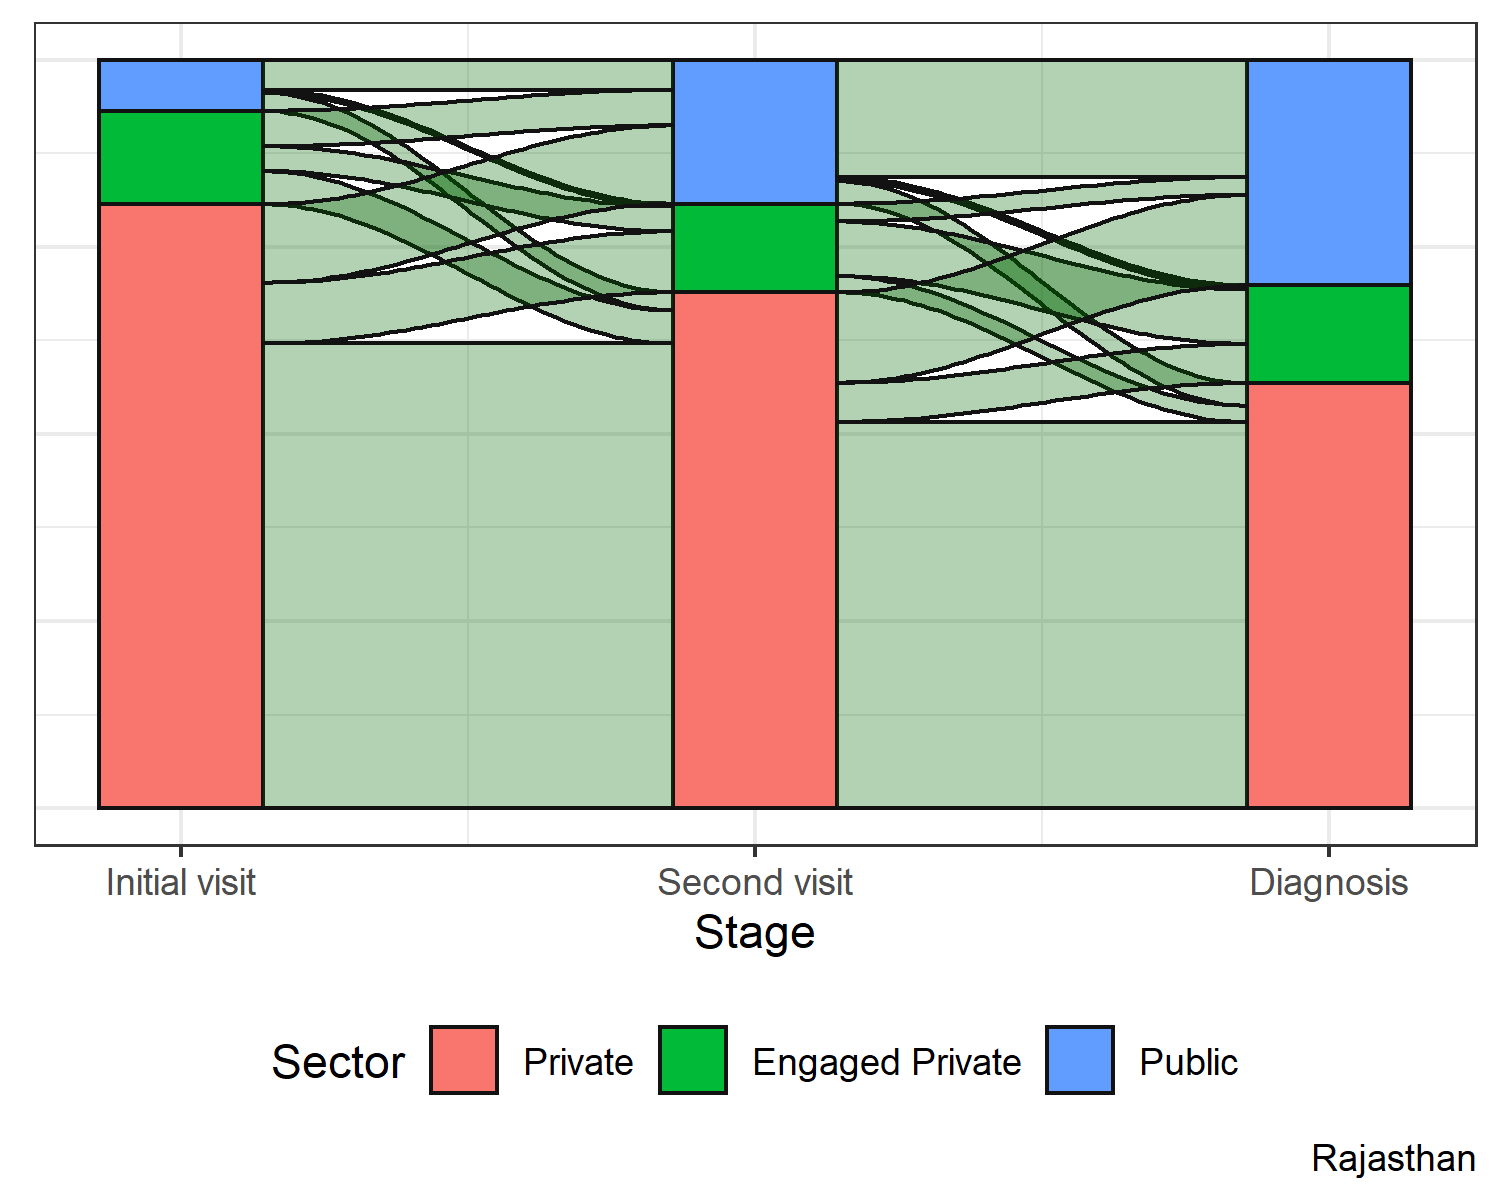 Initial visit Second visit Diagnosis
Stage
Sector Private Engaged Private Public
Rajasthan